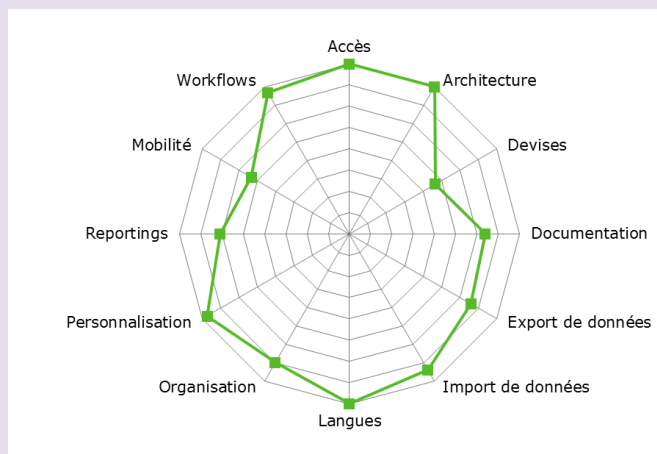 Accès
Workflows
Architecture
Mobilité
Devises
Reportings
Documentation
Personnalisation
Export de données
Organisation
Import de données
Langues